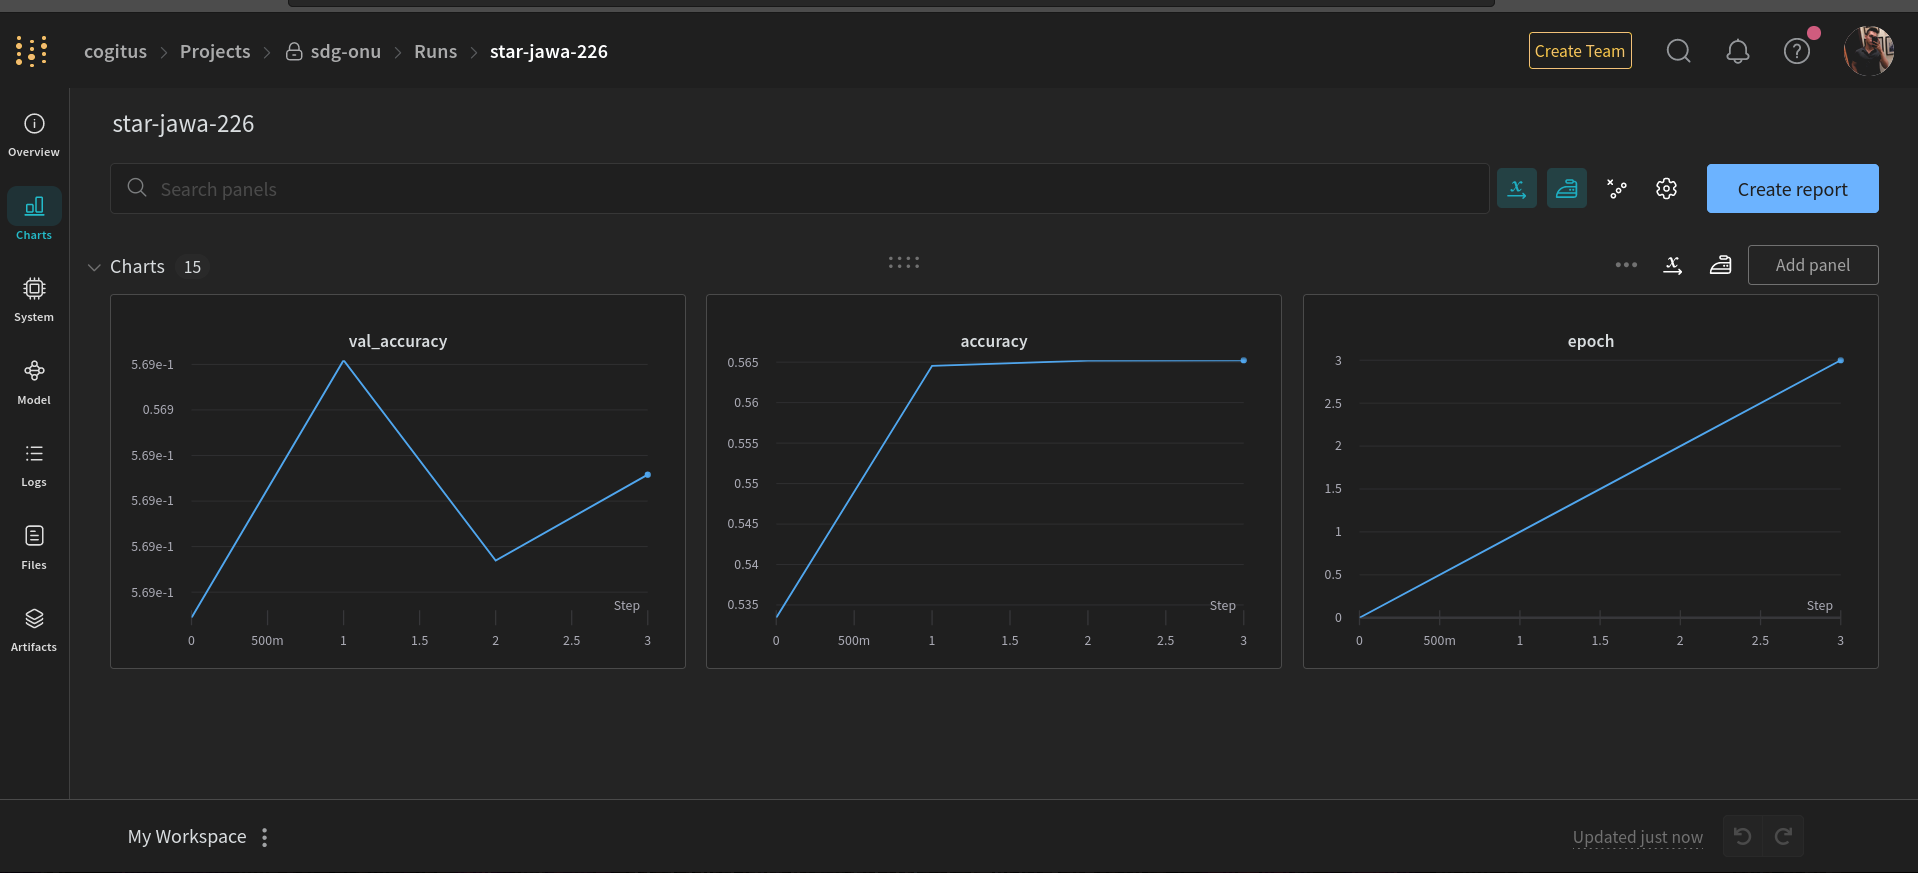 cogitus > Projects > sdg-onu > Runs > star-jawa-226
Create Team
Overview
Charts
System
Model
Logs
Files
Artifacts
star-jawa-226
Search panels
Create report
Charts 15
Add panel
val_accuracy
5.69e-1
0.569
5.69e-1
5.69e-1
5.69e-1
5.69e-1
Step
0 500m 1 1.5 2 2.5 3
accuracy
0.565
0.56
0.555
0.55
0.545
0.54
0.535
Step
0 500m 1 1.5 2 2.5 3
epoch
3
2.5
2
1.5
1
0.5
0
Step
0 500m 1 1.5 2 2.5 3
My Workspace
Updated just now